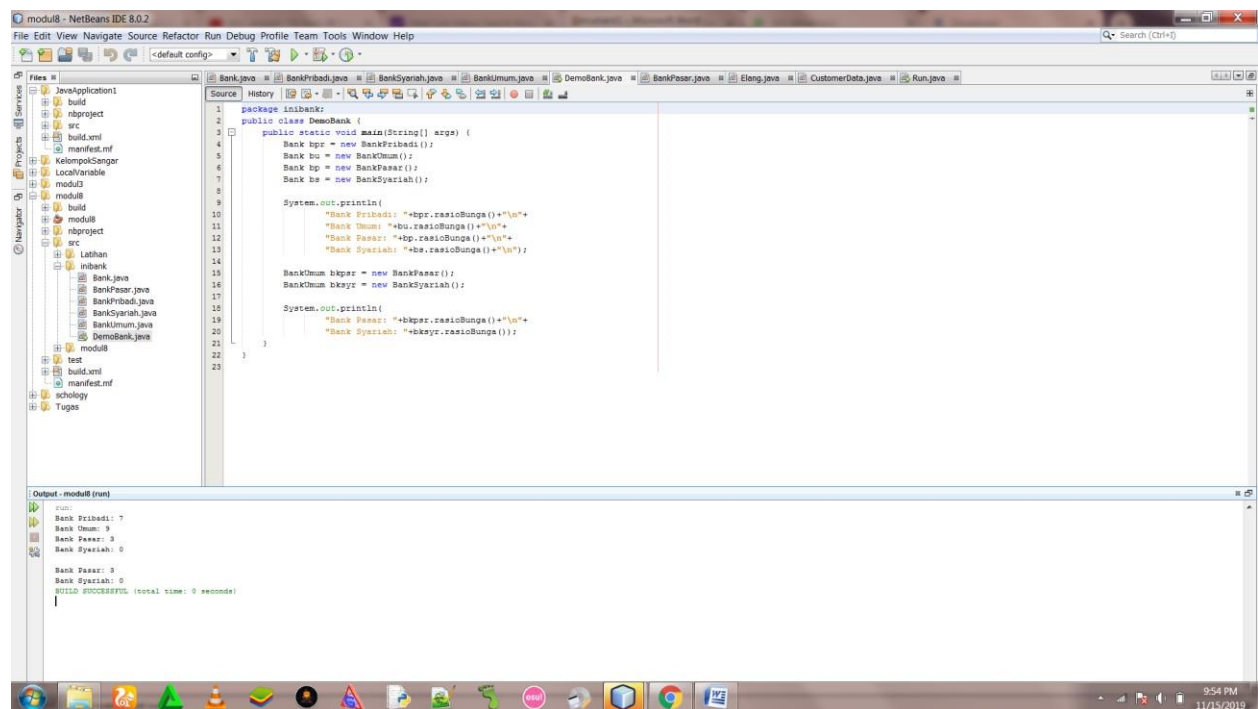 modul8 - NetBeans IDE 8.0.2
File Edit View Navigate Source Refactor Run Debug Profile Team Tools Window Help
Search (Ctrl+I)
<default config>
Files
Bank.java BankPribadi.java BankSyariah.java BankUmum.java DemoBank.java BankPasar.java Elang.java CustomerData.java Run.java
Source History
Services
Projects
Navigator
JavaApplication1
build
nbproject
src
build.xml
manifest.mf
KelompokSangar
LocalVariable
modul3
modul8
build
modul8
nbproject
src
Latihan
inibank
Bank.java
BankPasar.java
BankPribadi.java
BankSyariah.java
BankUmum.java
DemoBank.java
modul8
test
build.xml
manifest.mf
schology
Tugas
1 package inibank;
2 public class DemoBank {
3 public static void main(String[] args) {
4 Bank bpr = new BankPribadi();
5 Bank bu = new BankUmum();
6 Bank bp = new BankPasar();
7 Bank bs = new BankSyariah();
8
9 System.out.println(
10 "Bank Pribadi: "+bpr.rasioBunga()+"\n"+
11 "Bank Umum: "+bu.rasioBunga()+"\n"+
12 "Bank Pasar: "+bp.rasioBunga()+"\n"+
13 "Bank Syariah: "+bs.rasioBunga()+"\n");
14
15 BankUmum bkpsr = new BankPasar();
16 BankUmum bksyr = new BankSyariah();
17
18 System.out.println(
19 "Bank Pasar: "+bkpsr.rasioBunga()+"\n"+
20 "Bank Syariah: "+bksyr.rasioBunga());
21 }
22 }
23
Output - modul8 (run)
run:
Bank Pribadi: 7
Bank Umum: 9
Bank Pasar: 3
Bank Syariah: 0
Bank Pasar: 3
Bank Syariah: 0
BUILD SUCCESSFUL (total time: 0 seconds)
osu!
9:54 PM
11/15/2019